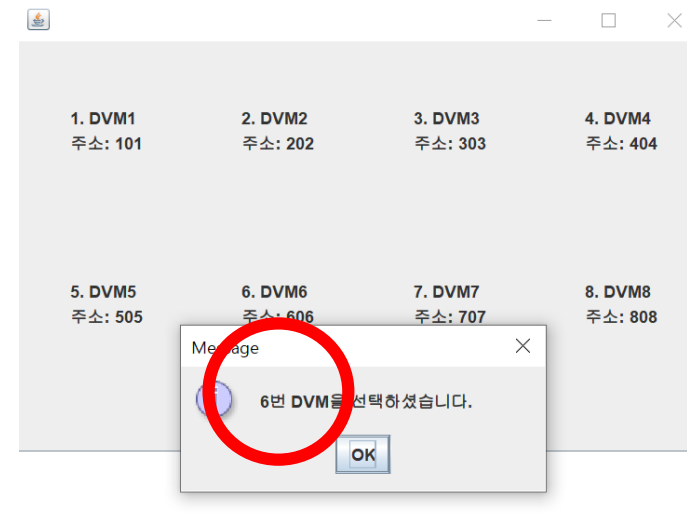 1. DVM1 2. DVM2 3. DVM3 4. DVM4
주소: 101 주소: 202 주소: 303 주소: 404
5. DVM5 6. DVM6 7. DVM7 8. DVM8
주소: 505 주소: 606 주소: 707 주소: 808
Message
6번 DVM을 선택하셨습니다.
OK